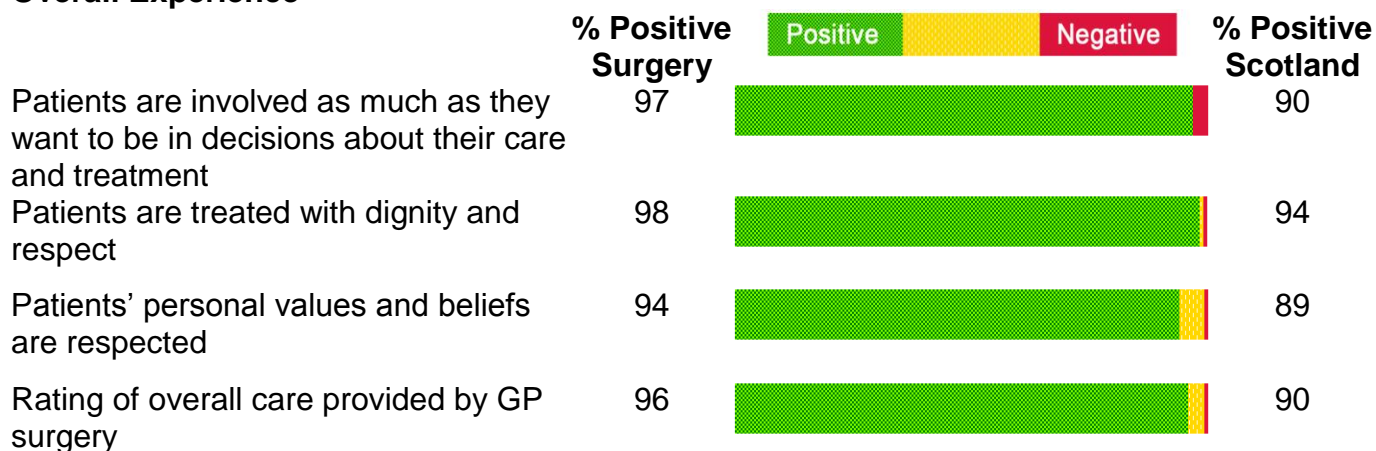 Overall Experience
% Positive Surgery
Positive Negative
% Positive Scotland
Patients are involved as much as they
want to be in decisions about their care
and treatment
97
90
Patients are treated with dignity and
respect
98
94
Patients’ personal values and beliefs
are respected
94
89
Rating of overall care provided by GP
surgery
96
90